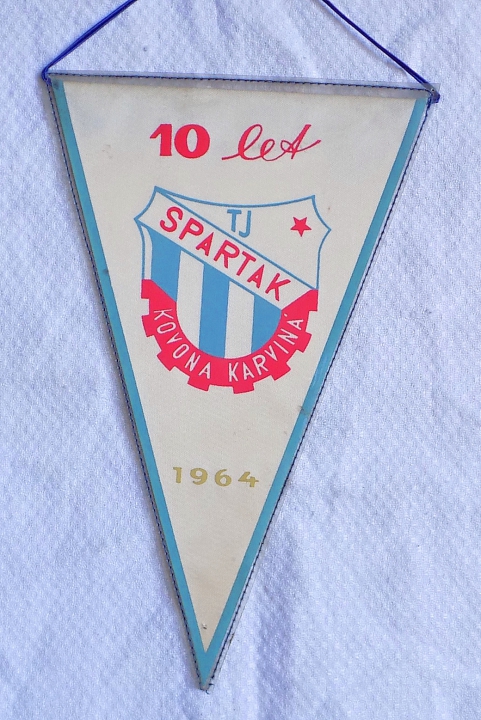 10 let
TJ
SPARTAK
KOVONA KARVINÁ
1964